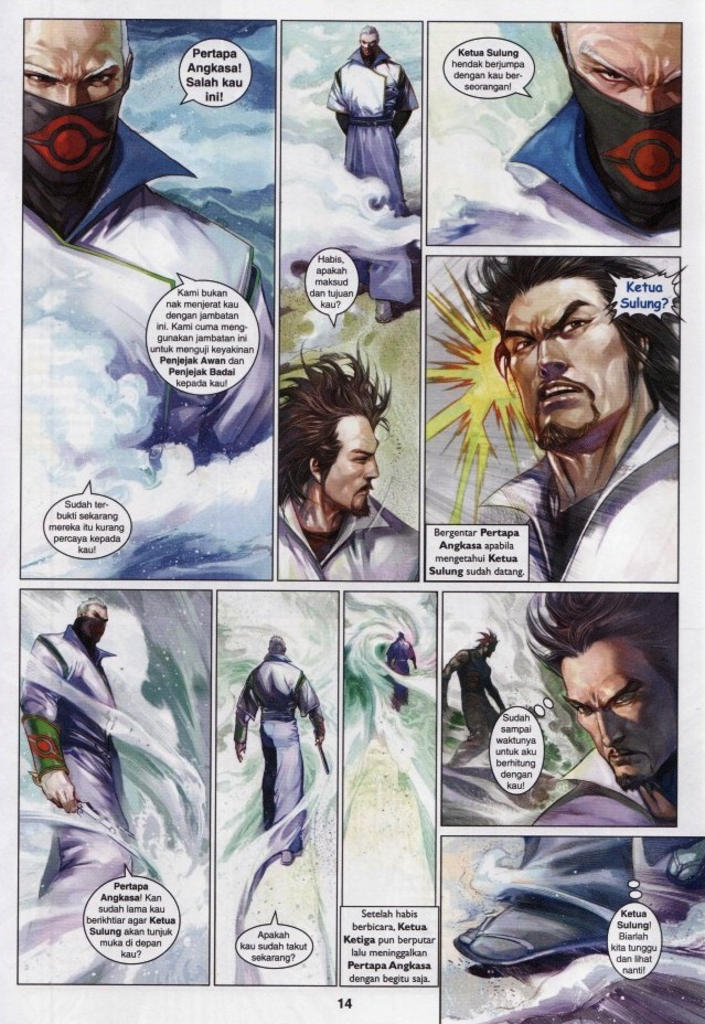 Pertapa
Angkasa!
Salah kau
ini!
Kami bukan
nak menjerat kau
dengan jambatan
ini. Kami cuma meng-
gunakan jambatan ini
untuk menguji keyakinan
Penjejak Awan dan
Penjejak Badai
kepada kau!
Sudah ter-
bukti sekarang
mereka itu kurang
percaya kepada
kau!
Habis,
apakah
maksud
dan tujuan
kau?
Ketua Sulung
hendak berjumpa
dengan kau ber-
seorangan!
Ketua
Sulung?
Bergentar Pertapa
Angkasa apabila
mengetahui Ketua
Sulung sudah datang.
Pertapa
Angkasa! Kan
sudah lama kau
berikhtiar agar Ketua
Sulung akan tunjuk
muka di depan
kau?
Apakah
kau sudah takut
sekarang?
Setelah habis
berbicara, Ketua
Ketiga pun berputar
lalu meninggalkan
Pertapa Angkasa
dengan begitu saja.
Sudah
sampai
waktunya
untuk aku
berhitung
dengan
kau!
Ketua
Sulung!
Biarlah
kita tunggu
dan lihat
nanti!
14